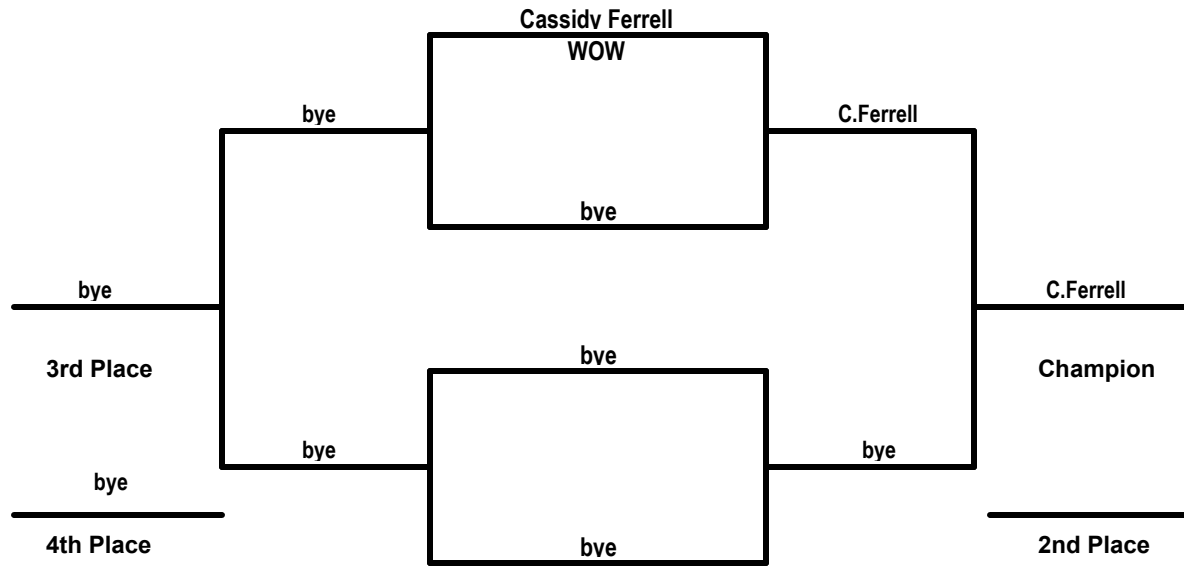 Cassidy Ferrell
WOW
bye
C.Ferrell
bye
bye
C.Ferrell
3rd Place
bye
Champion
bye
bye
bye
4th Place
bye
2nd Place